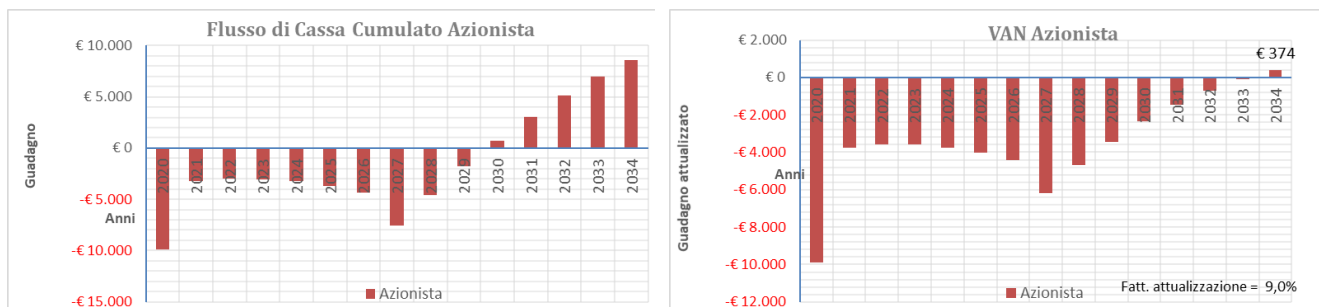 Flusso di Cassa Cumulato Azionista
€ 10.000
€ 5.000
€ 0
-€ 5.000
-€ 10.000
-€ 15.000
Guadagno
Anni
2020 2021 2022 2023 2024 2025 2026 2027 2028 2029 2030 2031 2032 2033 2034
Azionista
VAN Azionista
€ 2.000
€ 0
-€ 2.000
-€ 4.000
-€ 6.000
-€ 8.000
-€ 10.000
-€ 12.000
Guadagno attualizzato
Anni
2020 2021 2022 2023 2024 2025 2026 2027 2028 2029 2030 2031 2032 2033 2034
€ 374
Azionista
Fatt. attualizzazione = 9,0%